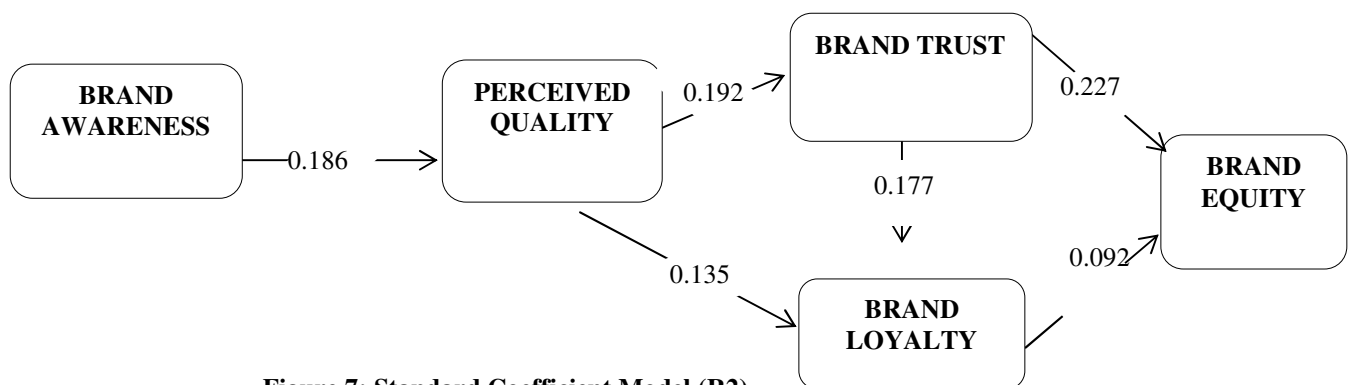 BRAND
AWARENESS
0.186
PERCEIVED
QUALITY
0.192
BRAND TRUST
0.227
0.177
0.135
BRAND
LOYALTY
0.092
BRAND
EQUITY
Figure 7: Standard Coefficient Model (R2)